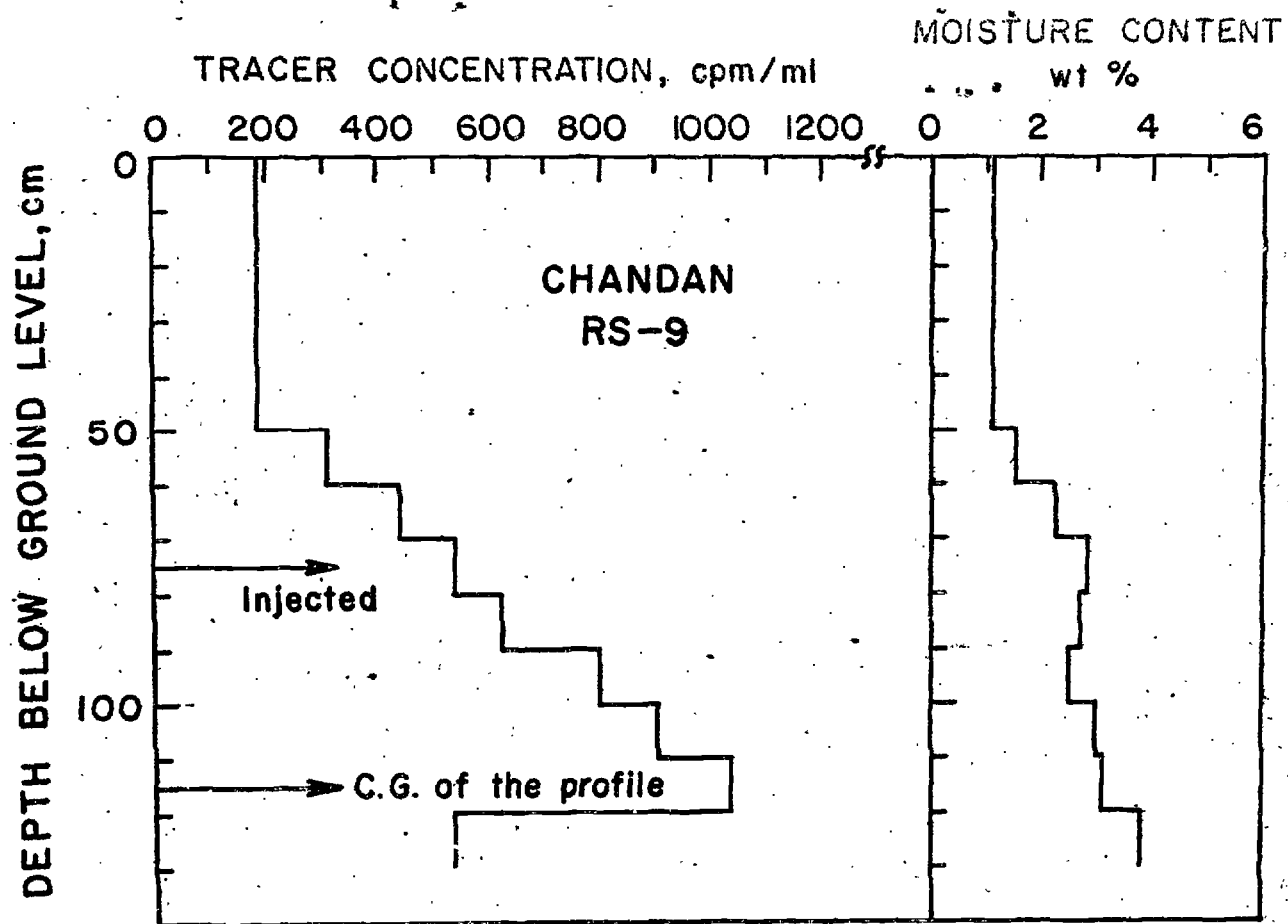 MOISTURE CONTENT
TRACER CONCENTRATION, cpm/ml
wt %
0 200 400 600 800 1000 1200
0 2 4 6
0
CHANDAN
RS-9
50
Injected
100
C.G. of the profile
DEPTH BELOW GROUND LEVEL, cm